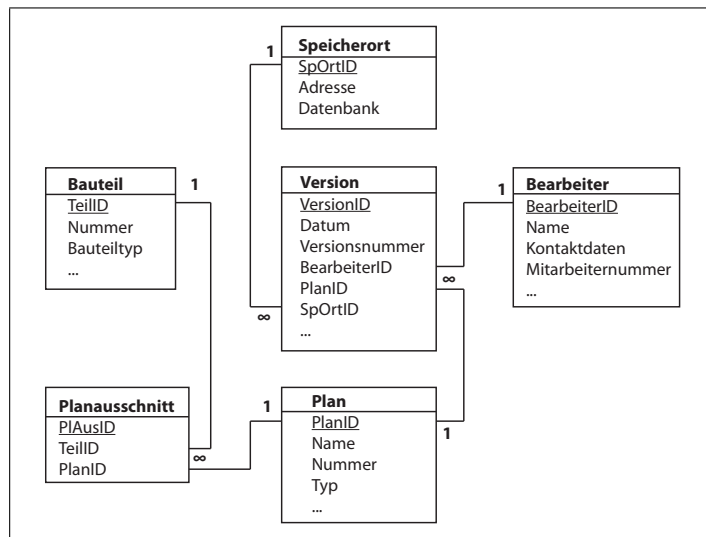 1
Speicherort
SpOrtID
Adresse
Datenbank
Bauteil
TeilID
Nummer
Bauteiltyp
...
1
Version
VersionID
Datum
Versionsnummer
BearbeiterID
PlanID
SpOrtID
...
∞
∞
1
Bearbeiter
BearbeiterID
Name
Kontaktdaten
Mitarbeiternummer
...
Planausschnitt
PlAusID
TeilID
PlanID
∞
1
Plan
PlanID
Name
Nummer
Typ
...
1